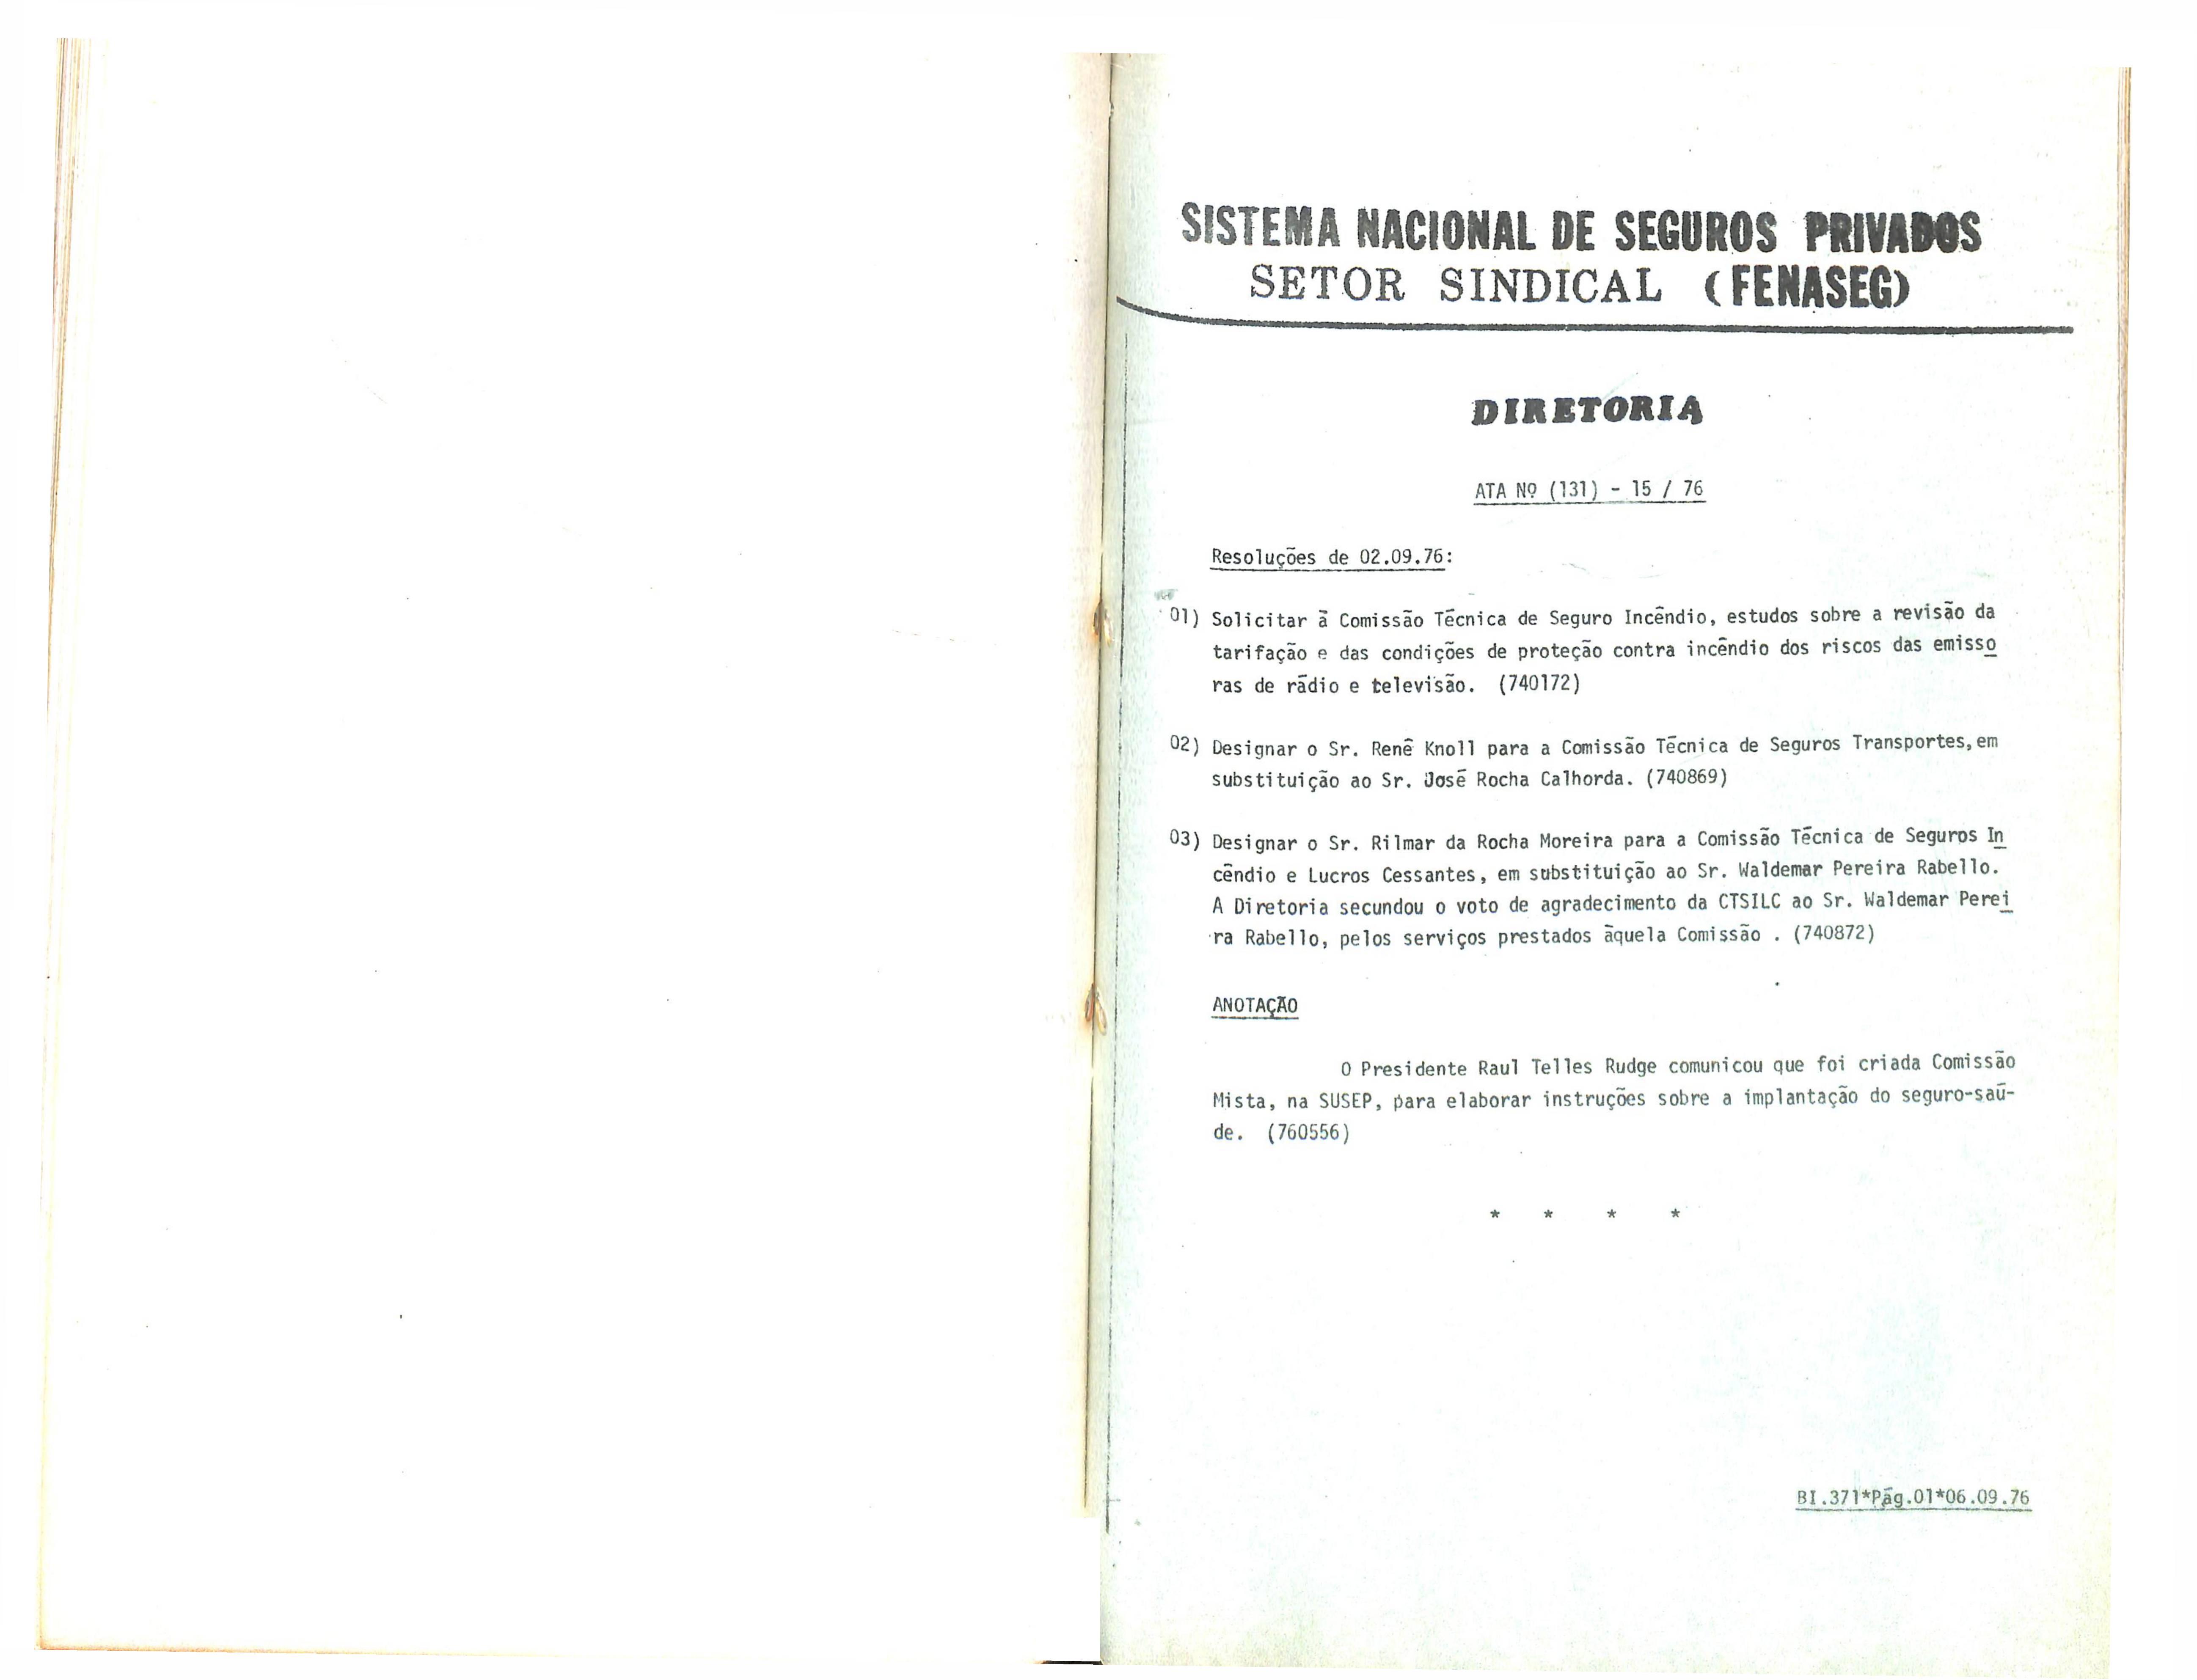 SISTEMA NACIONAL DE SEGUROS PRIVADOS
SETOR SINDICAL (FENASEG)
DIRETORIA
ATA Nº (131) - 15 / 76
Resoluções de 02.09.76:
01) Solicitar à Comissão Técnica de Seguro Incêndio, estudos sobre a revisão da
tarifação e das condições de proteção contra incêndio dos riscos das emisso
ras de rádio e televisão. (740172)
02) Designar o Sr. Renê Knoll para a Comissão Técnica de Seguros Transportes, em
substituição ao Sr. José Rocha Calhorda. (740869)
03) Designar o Sr. Rilmar da Rocha Moreira para a Comissão Técnica de Seguros In
cêndio e Lucros Cessantes, em substituição ao Sr. Waldemar Pereira Rabello.
A Diretoria secundou o voto de agradecimento da CTSILC ao Sr. Waldemar Perei
ra Rabello, pelos serviços prestados àquela Comissão . (740872)
ANOTAÇÃO
O Presidente Raul Telles Rudge comunicou que foi criada Comissão
Mista, na SUSEP, para elaborar instruções sobre a implantação do seguro-saú-
de. (760556)
* * * *
BI.371*Pág.01*06.09.76